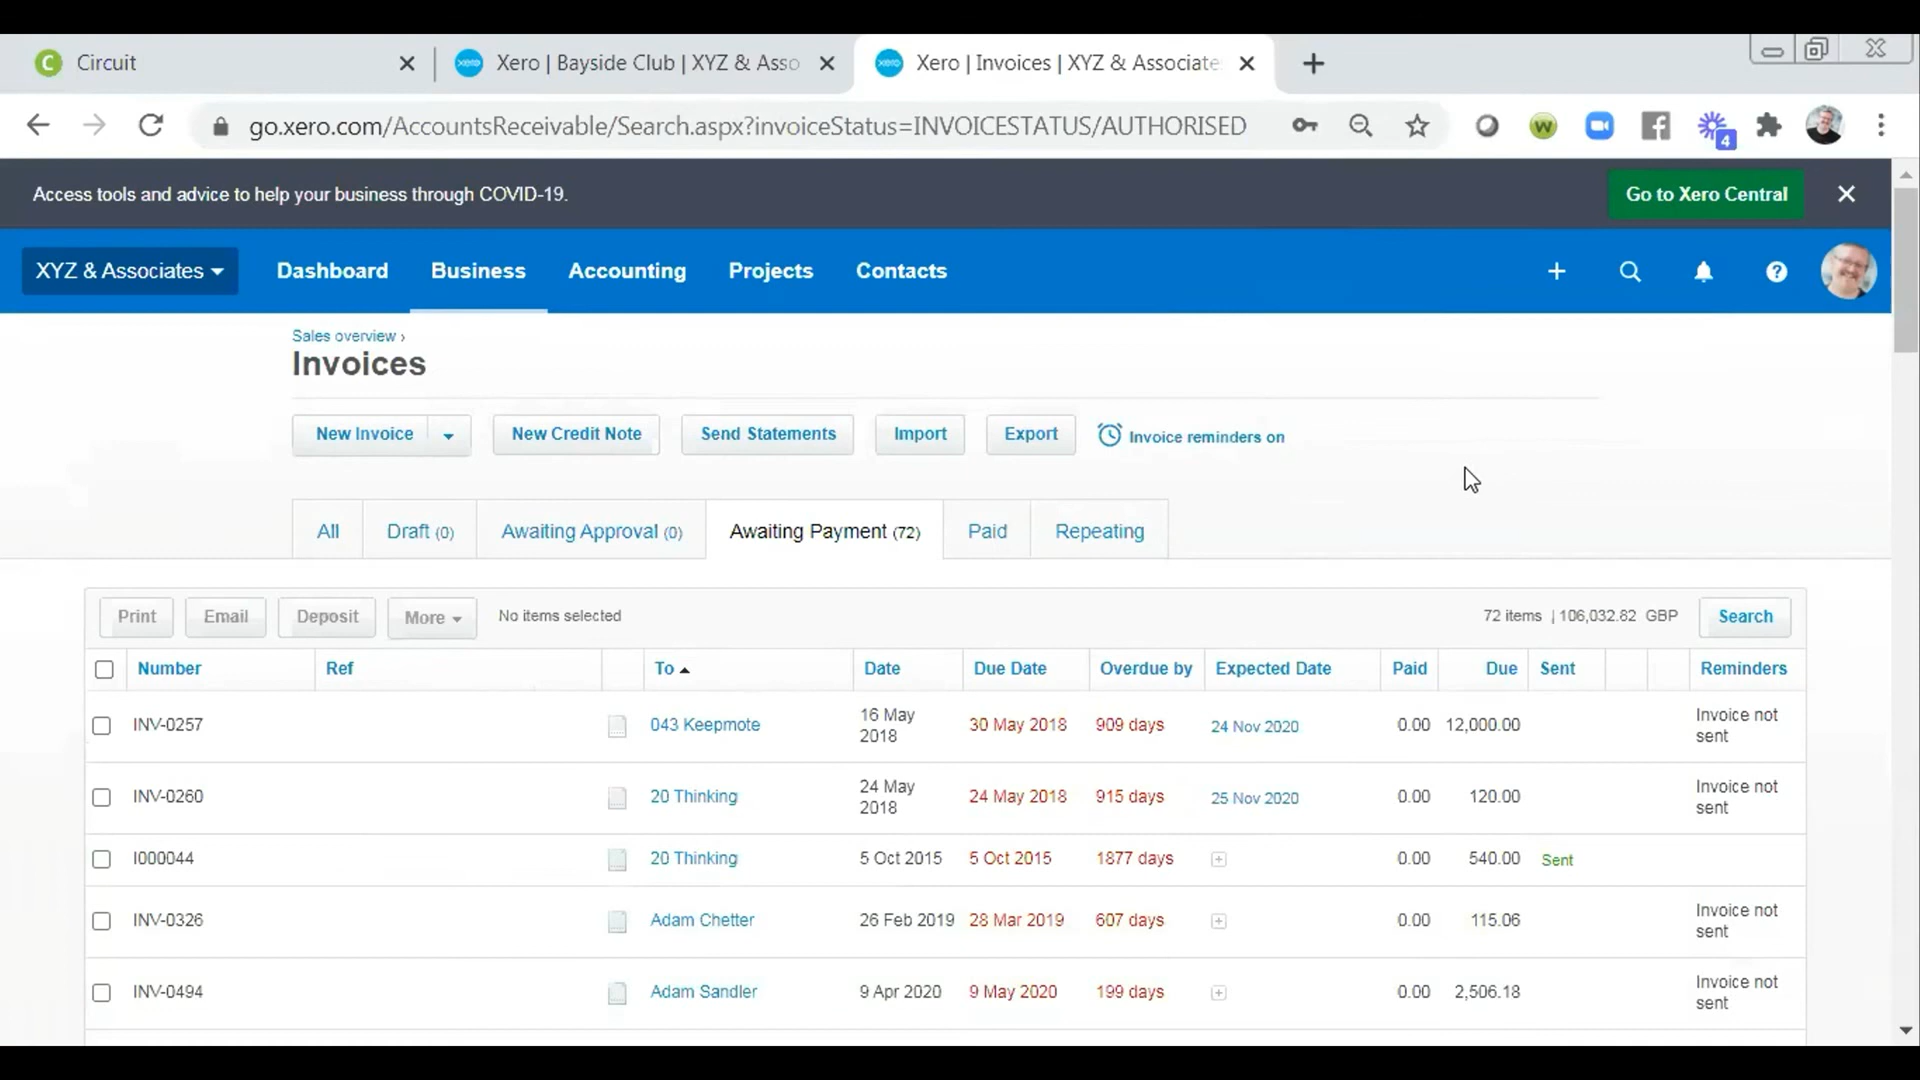 Circuit
Xero | Bayside Club | XYZ & Asso
Xero | Invoices | XYZ & Associate
go.xero.com/AccountsReceivable/Search.aspx?invoiceStatus=INVOICESTATUS/AUTHORISED
4
Access tools and advice to help your business through COVID-19.
Go to Xero Central
XYZ & Associates
Dashboard
Business
Accounting
Projects
Contacts
Sales overview ›
Invoices
New Invoice
New Credit Note
Send Statements
Import
Export
Invoice reminders on
All
Draft (0)
Awaiting Approval (0)
Awaiting Payment (72)
Paid
Repeating
Print
Email
Deposit
More
No items selected
72 items | 106,032.82 GBP
Search
Number Ref To Date Due Date Overdue by Expected Date Paid Due Sent Reminders
INV-0257 043 Keepmote 16 May 2018 30 May 2018 909 days 24 Nov 2020 0.00 12,000.00 Invoice not sent
INV-0260 20 Thinking 24 May 2018 24 May 2018 915 days 25 Nov 2020 0.00 120.00 Invoice not sent
I000044 20 Thinking 5 Oct 2015 5 Oct 2015 1877 days 0.00 540.00 Sent
INV-0326 Adam Chetter 26 Feb 2019 28 Mar 2019 607 days 0.00 115.06 Invoice not sent
INV-0494 Adam Sandler 9 Apr 2020 9 May 2020 199 days 0.00 2,506.18 Invoice not sent